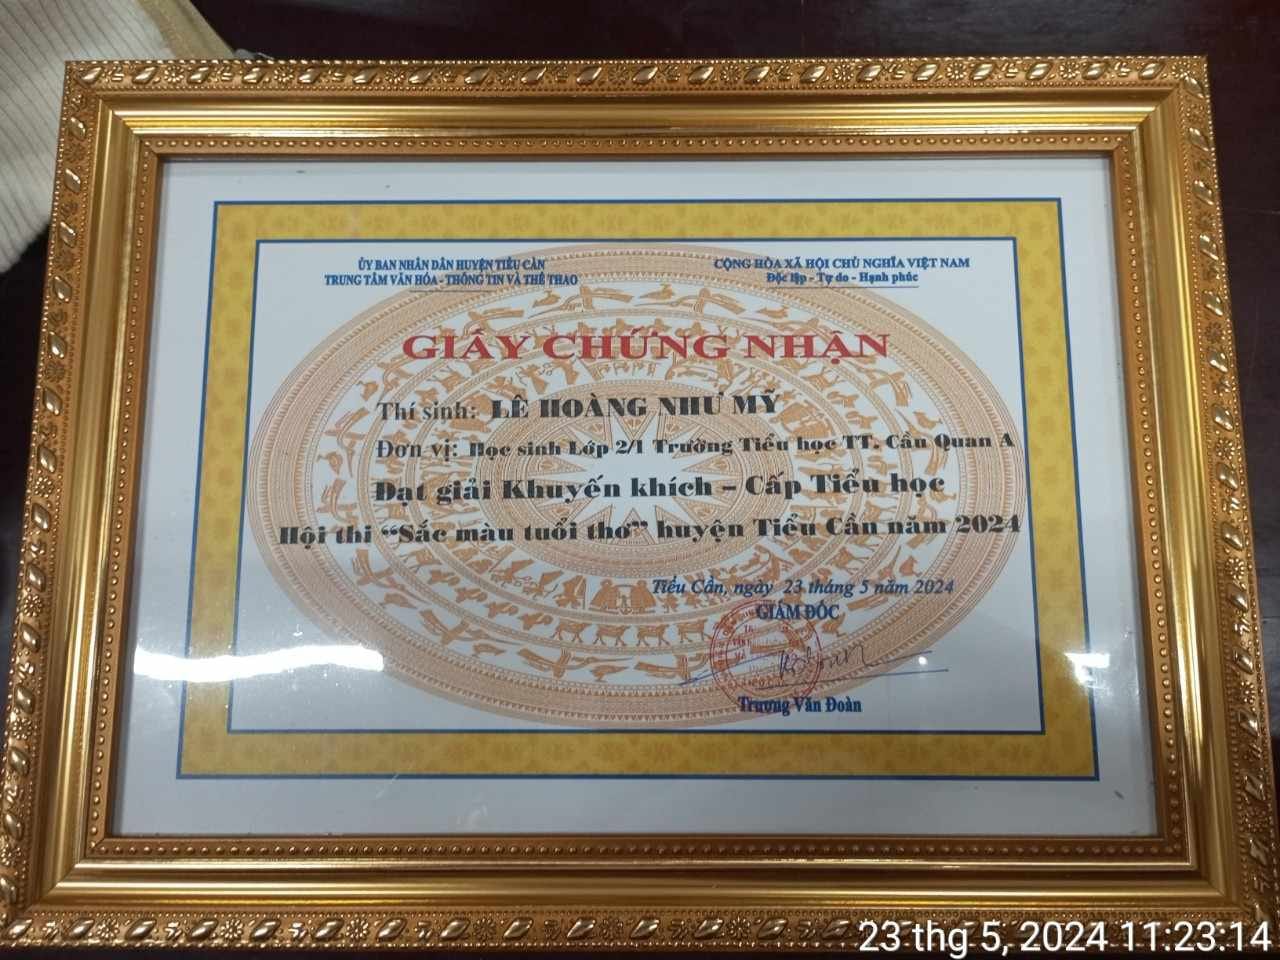 ỦY BAN NHÂN DÂN HUYỆN TIỂU CẦN
TRUNG TÂM VĂN HÓA - THÔNG TIN VÀ THỂ THAO
CỘNG HÒA XÃ HỘI CHỦ NGHĨA VIỆT NAM
Độc lập - Tự do - Hạnh phúc
GIẤY CHỨNG NHẬN
Thí sinh: LÊ HOÀNG NHƯ MỸ
Đơn vị: Học sinh Lớp 2/1 Trường Tiểu học TT. Cầu Quan A
Đạt giải Khuyến khích – Cấp Tiểu học
Hội thi “Sắc màu tuổi thơ” huyện Tiểu Cần năm 2024
Tiểu Cần, ngày 23 tháng 5 năm 2024
GIÁM ĐỐC
Trương Văn Đoàn
23 thg 5, 2024 11:23:14